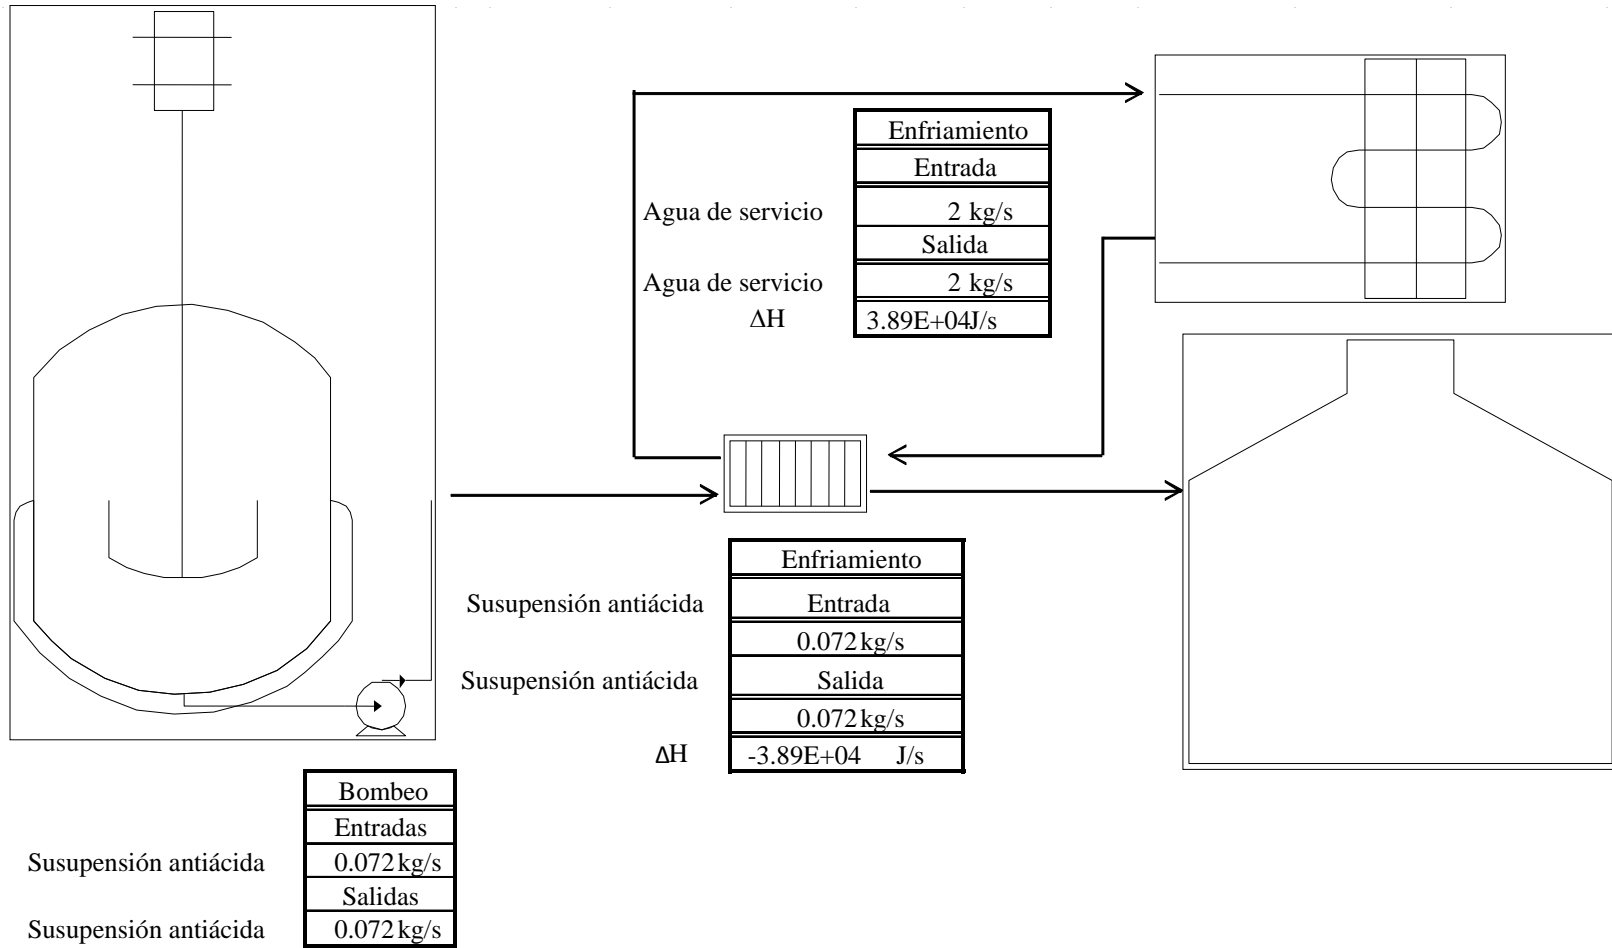 Enfriamiento
Entrada
Agua de servicio 2 kg/s
Salida
Agua de servicio 2 kg/s
ΔH 3.89E+04J/s
Enfriamiento
Susupensión antiácida Entrada
0.072 kg/s
Susupensión antiácida Salida
0.072 kg/s
ΔH -3.89E+04 J/s
Bombeo
Entradas
Susupensión antiácida 0.072 kg/s
Salidas
Susupensión antiácida 0.072 kg/s